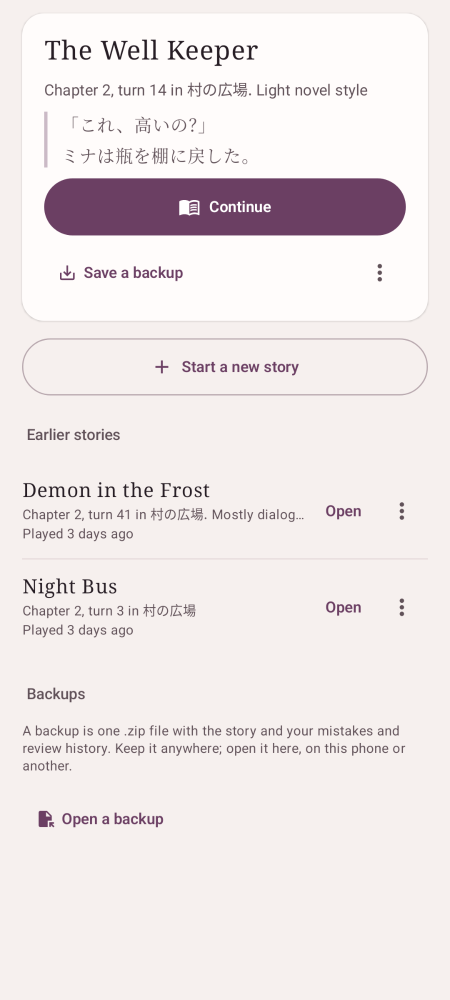 The Well Keeper
Chapter 2, turn 14 in 村の広場. Light novel style
「これ、高いの?」
ミナは瓶を棚に戻した。
Continue
Save a backup
Start a new story
Earlier stories
Demon in the Frost
Chapter 2, turn 41 in 村の広場. Mostly dialog…
Played 3 days ago
Open
Night Bus
Chapter 2, turn 3 in 村の広場
Played 3 days ago
Open
Backups
A backup is one .zip file with the story and your mistakes and
review history. Keep it anywhere; open it here, on this phone or
another.
Open a backup